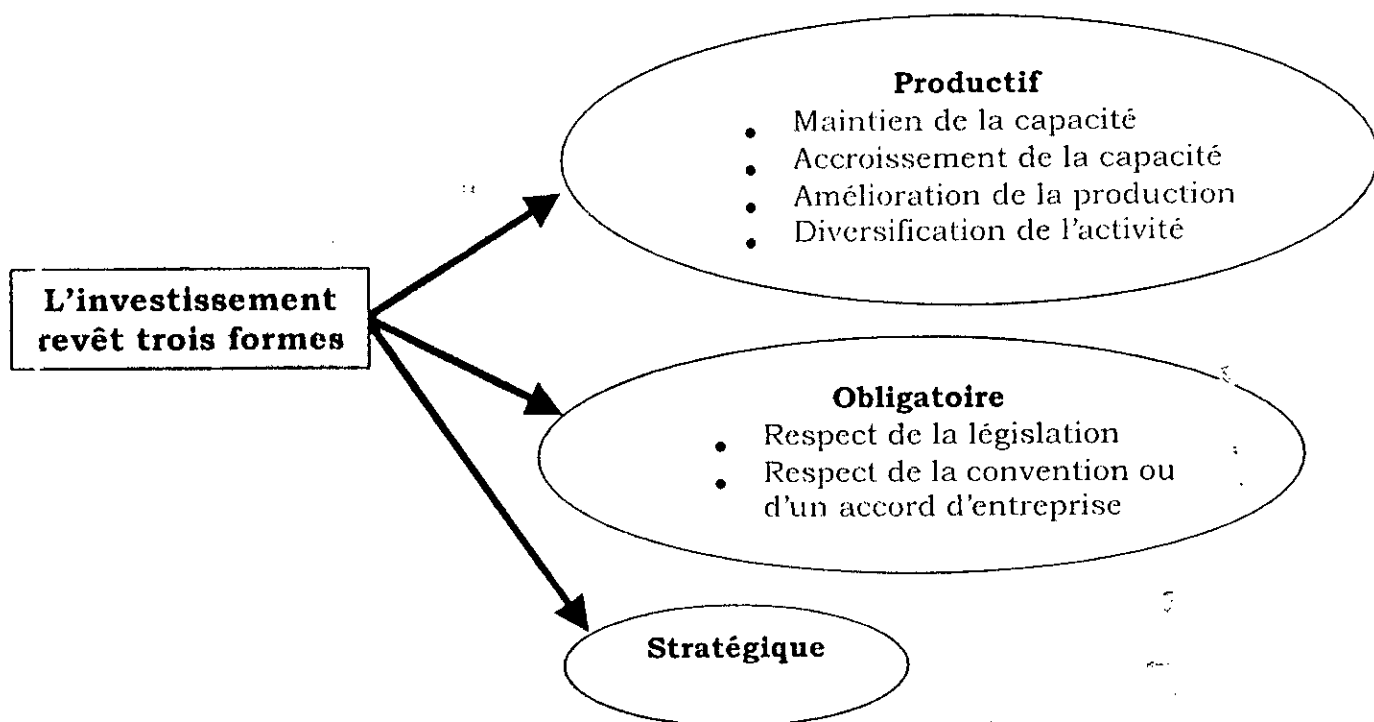 L'investissement
revêt trois formes
Productif
• Maintien de la capacité
• Accroissement de la capacité
• Amélioration de la production
• Diversification de l'activité
Obligatoire
• Respect de la législation
• Respect de la convention ou
d'un accord d'entreprise
Stratégique